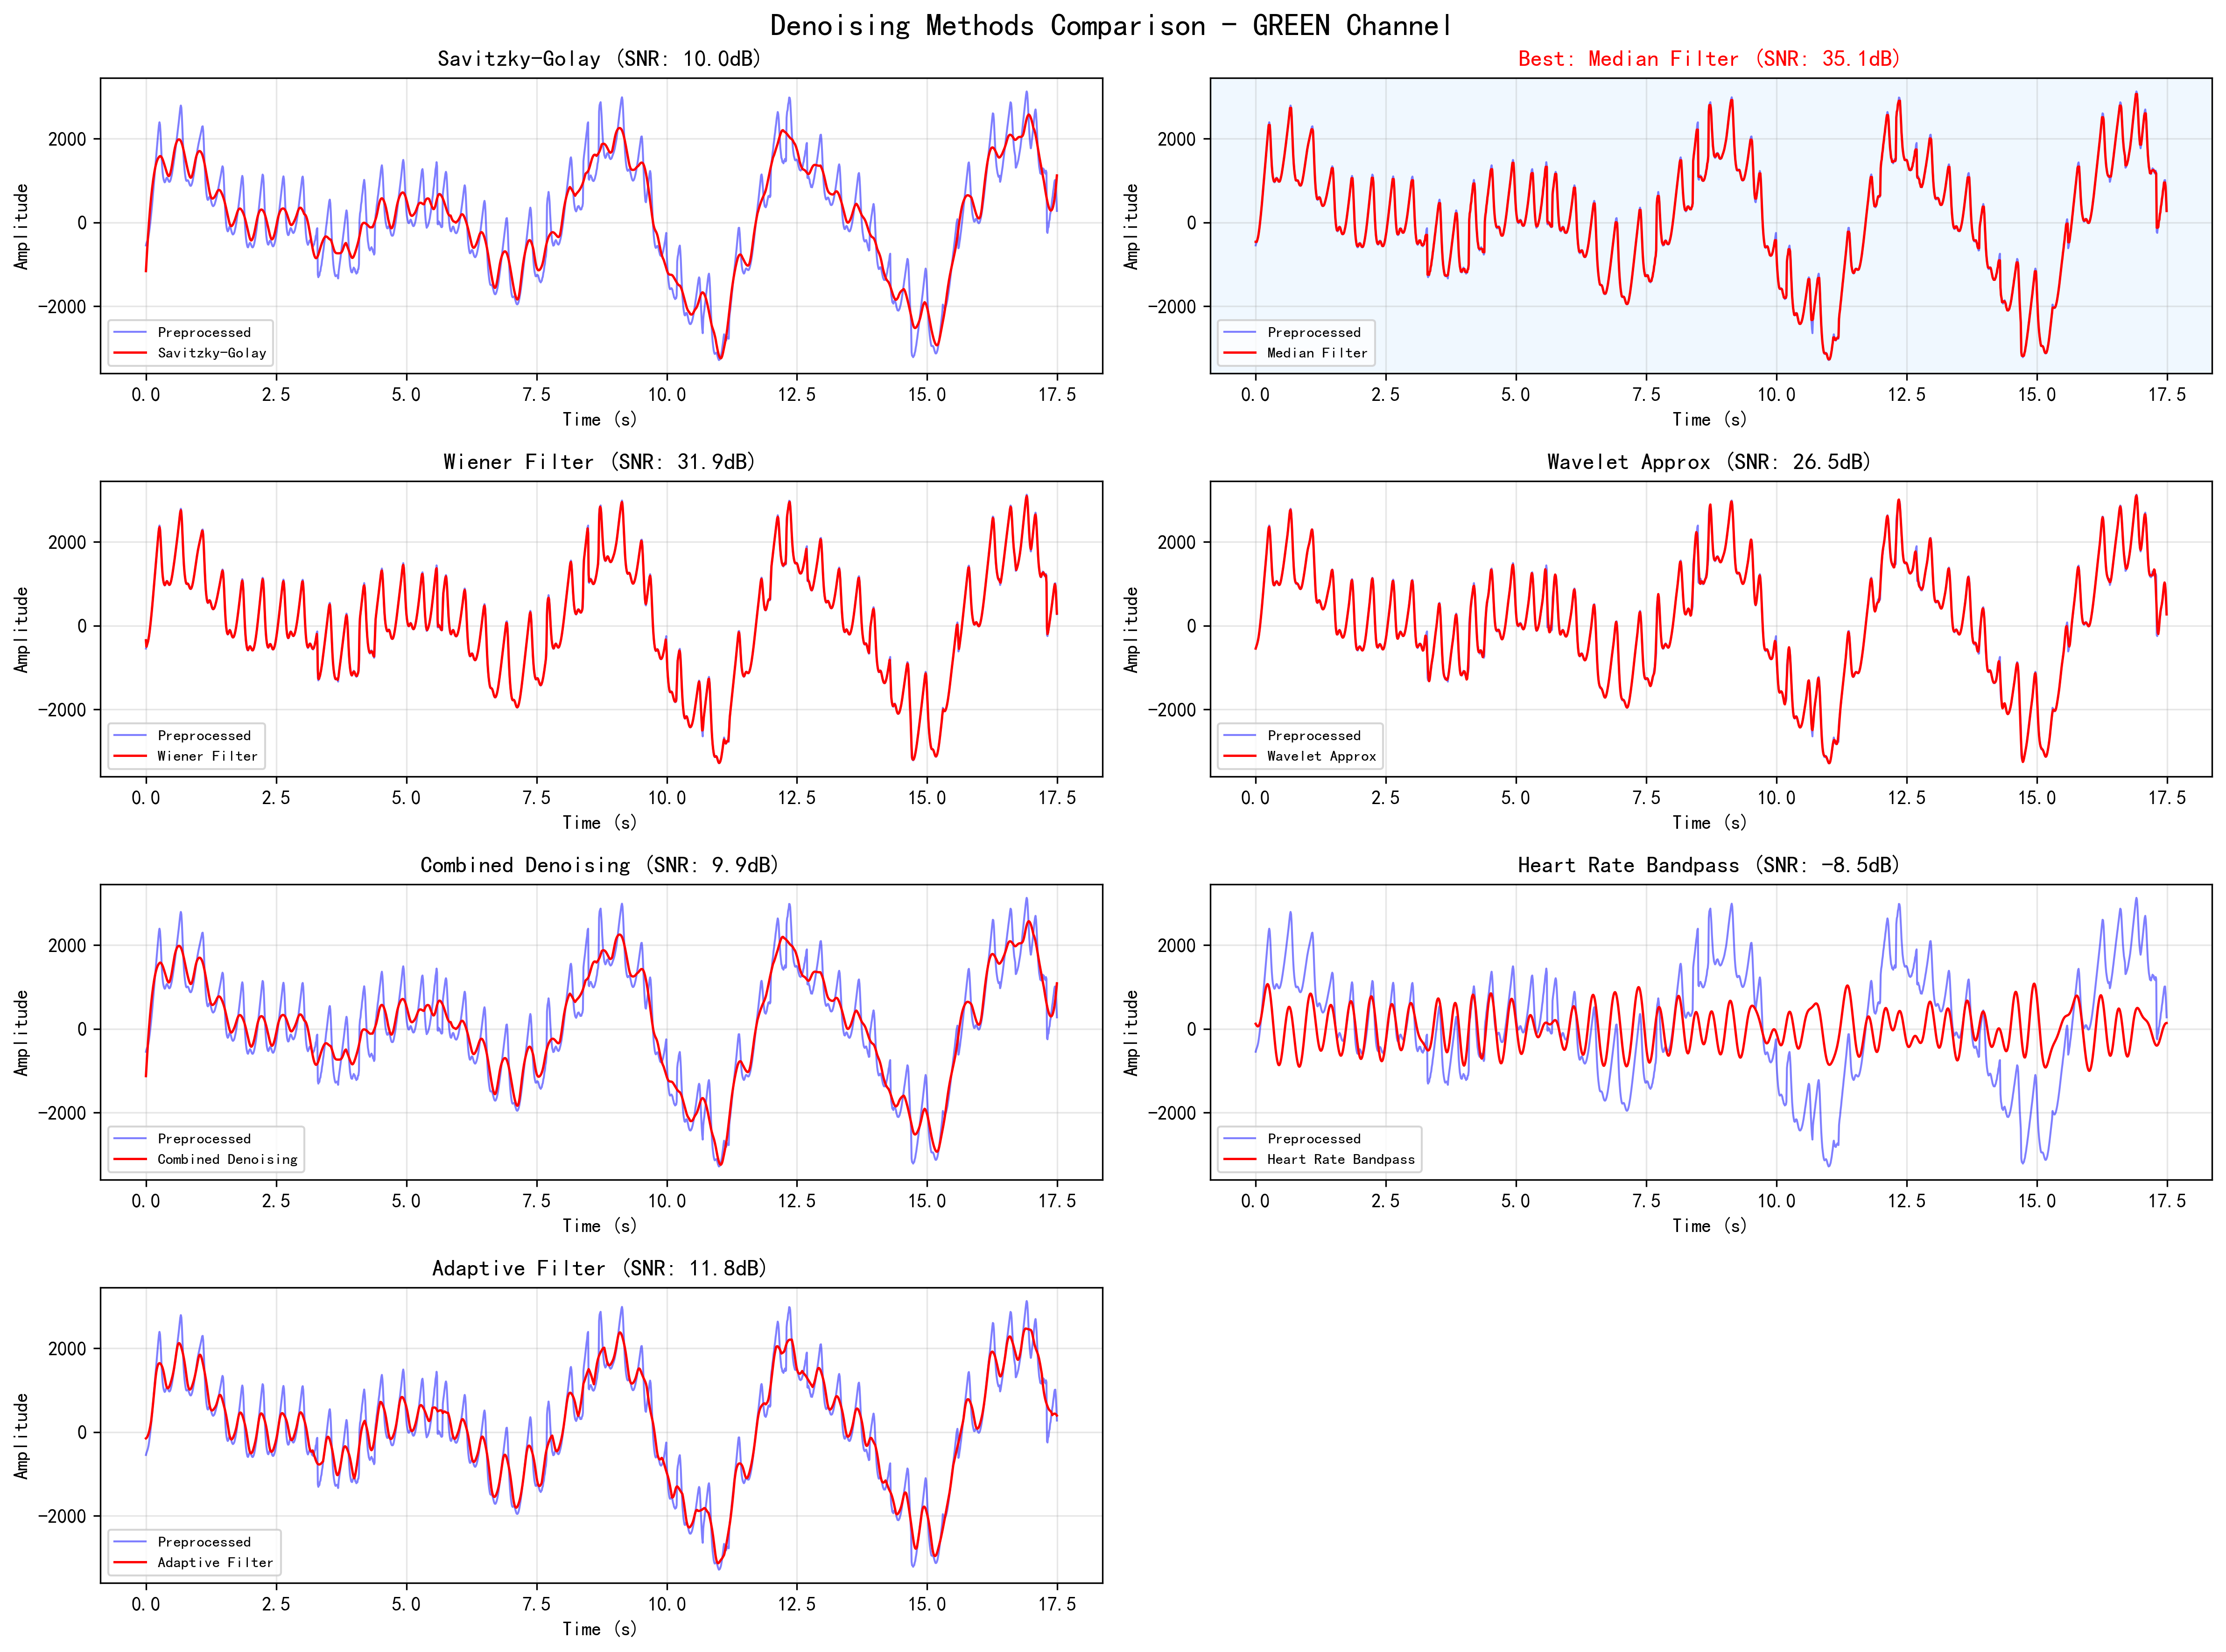 Denoising Methods Comparison - GREEN Channel
Savitzky-Golay (SNR: 10.0dB)
2000
0
-2000
Amplitude
Preprocessed
Savitzky-Golay
0.0 2.5 5.0 7.5 10.0 12.5 15.0 17.5
Time (s)
Best: Median Filter (SNR: 35.1dB)
2000
0
-2000
Amplitude
Preprocessed
Median Filter
0.0 2.5 5.0 7.5 10.0 12.5 15.0 17.5
Time (s)
Wiener Filter (SNR: 31.9dB)
2000
0
-2000
Amplitude
Preprocessed
Wiener Filter
0.0 2.5 5.0 7.5 10.0 12.5 15.0 17.5
Time (s)
Wavelet Approx (SNR: 26.5dB)
2000
0
-2000
Amplitude
Preprocessed
Wavelet Approx
0.0 2.5 5.0 7.5 10.0 12.5 15.0 17.5
Time (s)
Combined Denoising (SNR: 9.9dB)
2000
0
-2000
Amplitude
Preprocessed
Combined Denoising
0.0 2.5 5.0 7.5 10.0 12.5 15.0 17.5
Time (s)
Heart Rate Bandpass (SNR: -8.5dB)
2000
0
-2000
Amplitude
Preprocessed
Heart Rate Bandpass
0.0 2.5 5.0 7.5 10.0 12.5 15.0 17.5
Time (s)
Adaptive Filter (SNR: 11.8dB)
2000
0
-2000
Amplitude
Preprocessed
Adaptive Filter
0.0 2.5 5.0 7.5 10.0 12.5 15.0 17.5
Time (s)